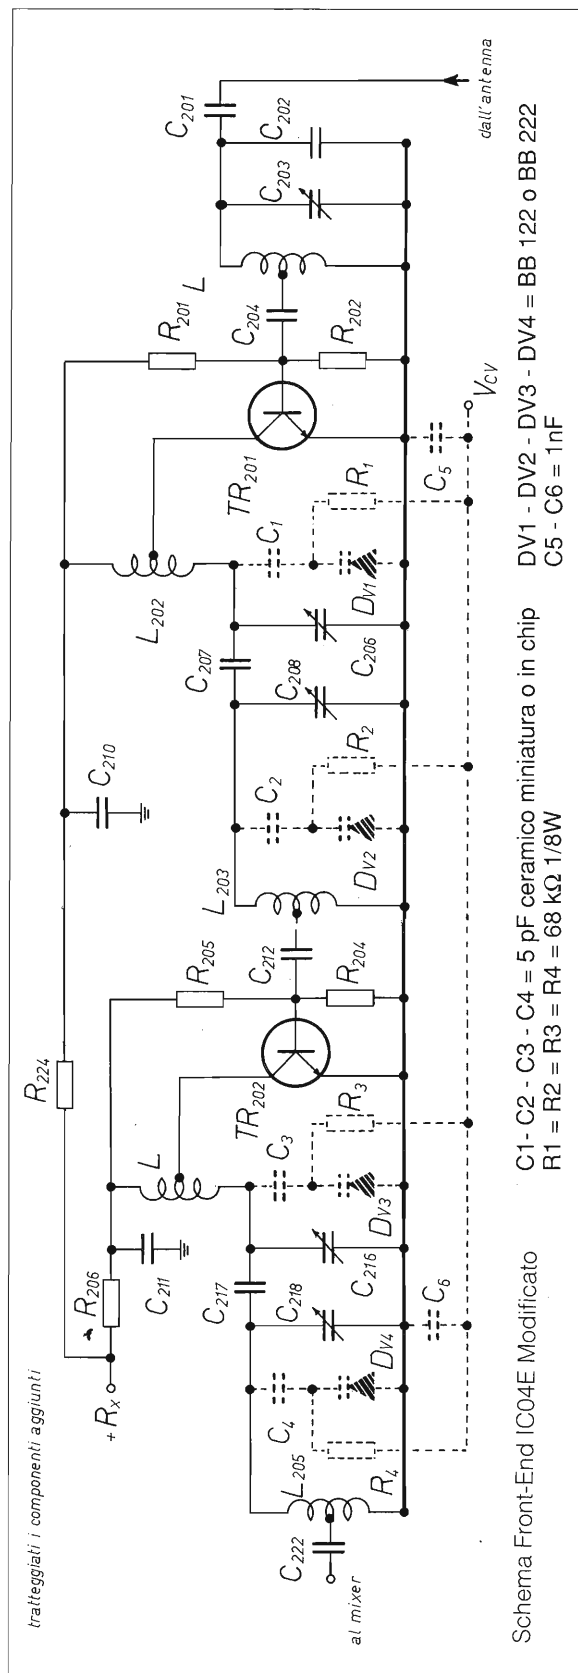 tratteggiati i componenti aggiunti
+ Rx
R206
C211
R224
L
R205
TR202
C212
R204
C217
C218
C216
C3
DV3
R3
C4
DV4
C6
L205
R4
C222
al mixer
L203
C210
C2
DV2
R2
L202
C207
C208
C206
C1
DV1
R1
C5
VCV
TR201
R201
L
C204
R202
C203
C202
C201
dall'antenna
Schema Front-End IC04E Modificato
C1- C2 - C3 - C4 = 5 pF ceramico miniatura o in chip
R1 = R2 = R3 = R4 = 68 kΩ 1/8W
DV1 - DV2 - DV3 - DV4 = BB 122 o BB 222
C5 - C6 = 1nF